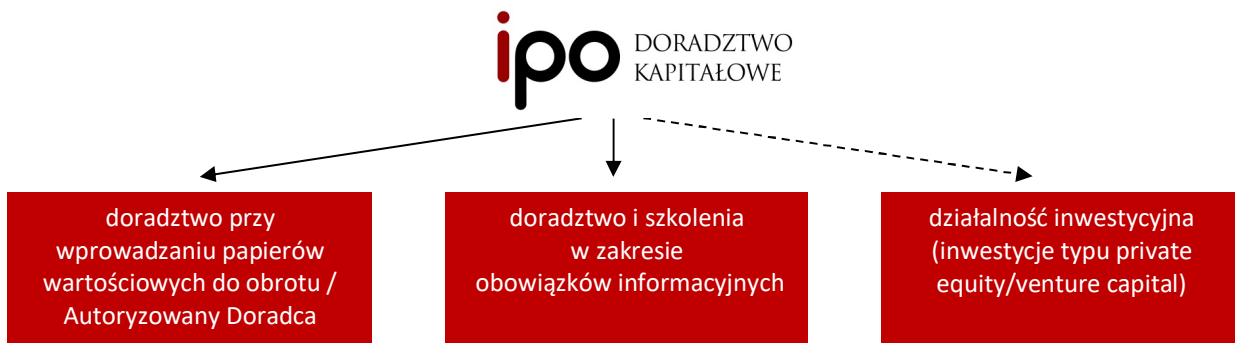 ipo DORADZTWO
KAPITAŁOWE
doradztwo przy
wprowadzaniu papierów
wartościowych do obrotu /
Autoryzowany Doradca
doradztwo i szkolenia
w zakresie
obowiązków informacyjnych
działalność inwestycyjna
(inwestycje typu private
equity/venture capital)